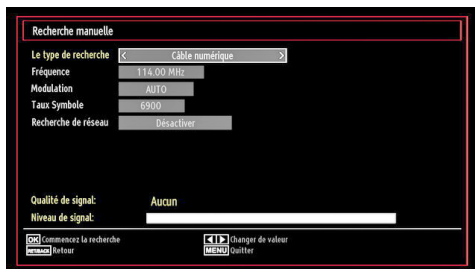 Recherche manuelle
Le type de recherche < Câble numérique >
Fréquence 114.00 MHz
Modulation AUTO
Taux Symbole 6900
Recherche de réseau Désactiver
Qualité de signal: Aucun
Niveau de signal:
OK Commencez la recherche ◀▶ Changer de valeur
RET/BACK Retour MENU Quitter